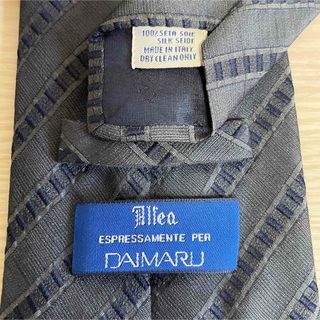 100% SETA SOIE
SILK SEIDE
MADE IN ITALY
DRY CLEAN ONLY
Altea
ESPRESSAMENTE PER
DAIMARU